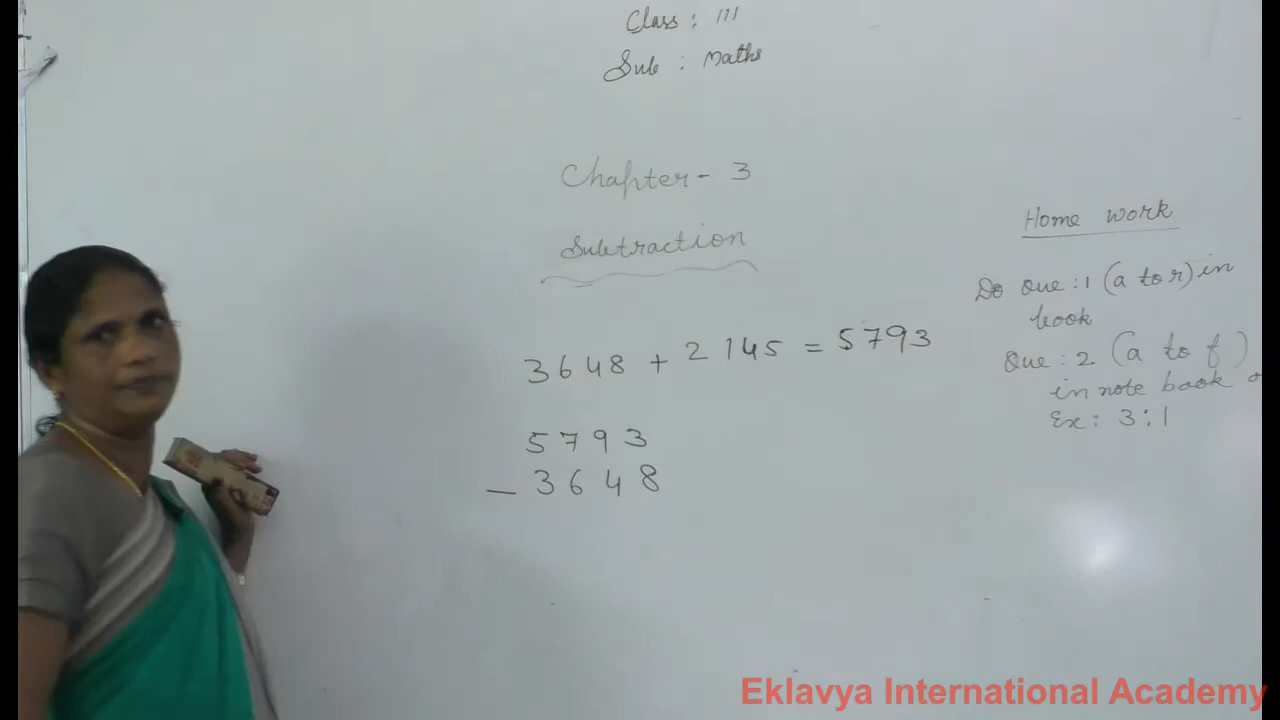 Class : III
Sub : Maths
Chapter - 3
Subtraction
3648 + 2145 = 5793
5793
- 3648
Home work
Do Que : 1 (a to r) in
book
Que : 2 (a to f)
in note book
Ex : 3:1
Eklavya International Academy